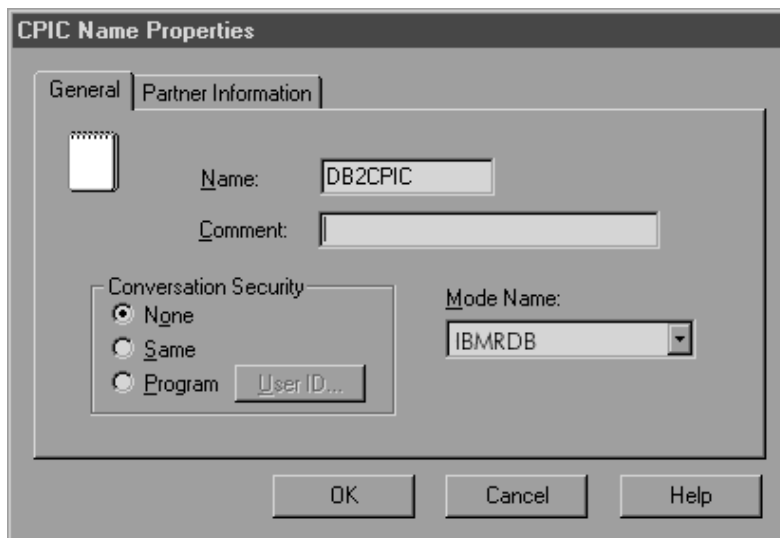 CPIC Name Properties
General
Partner Information
Name:
DB2CPIC
Comment:
Conversation Security
None
Same
Program
User ID...
Mode Name:
IBMRDB
OK
Cancel
Help